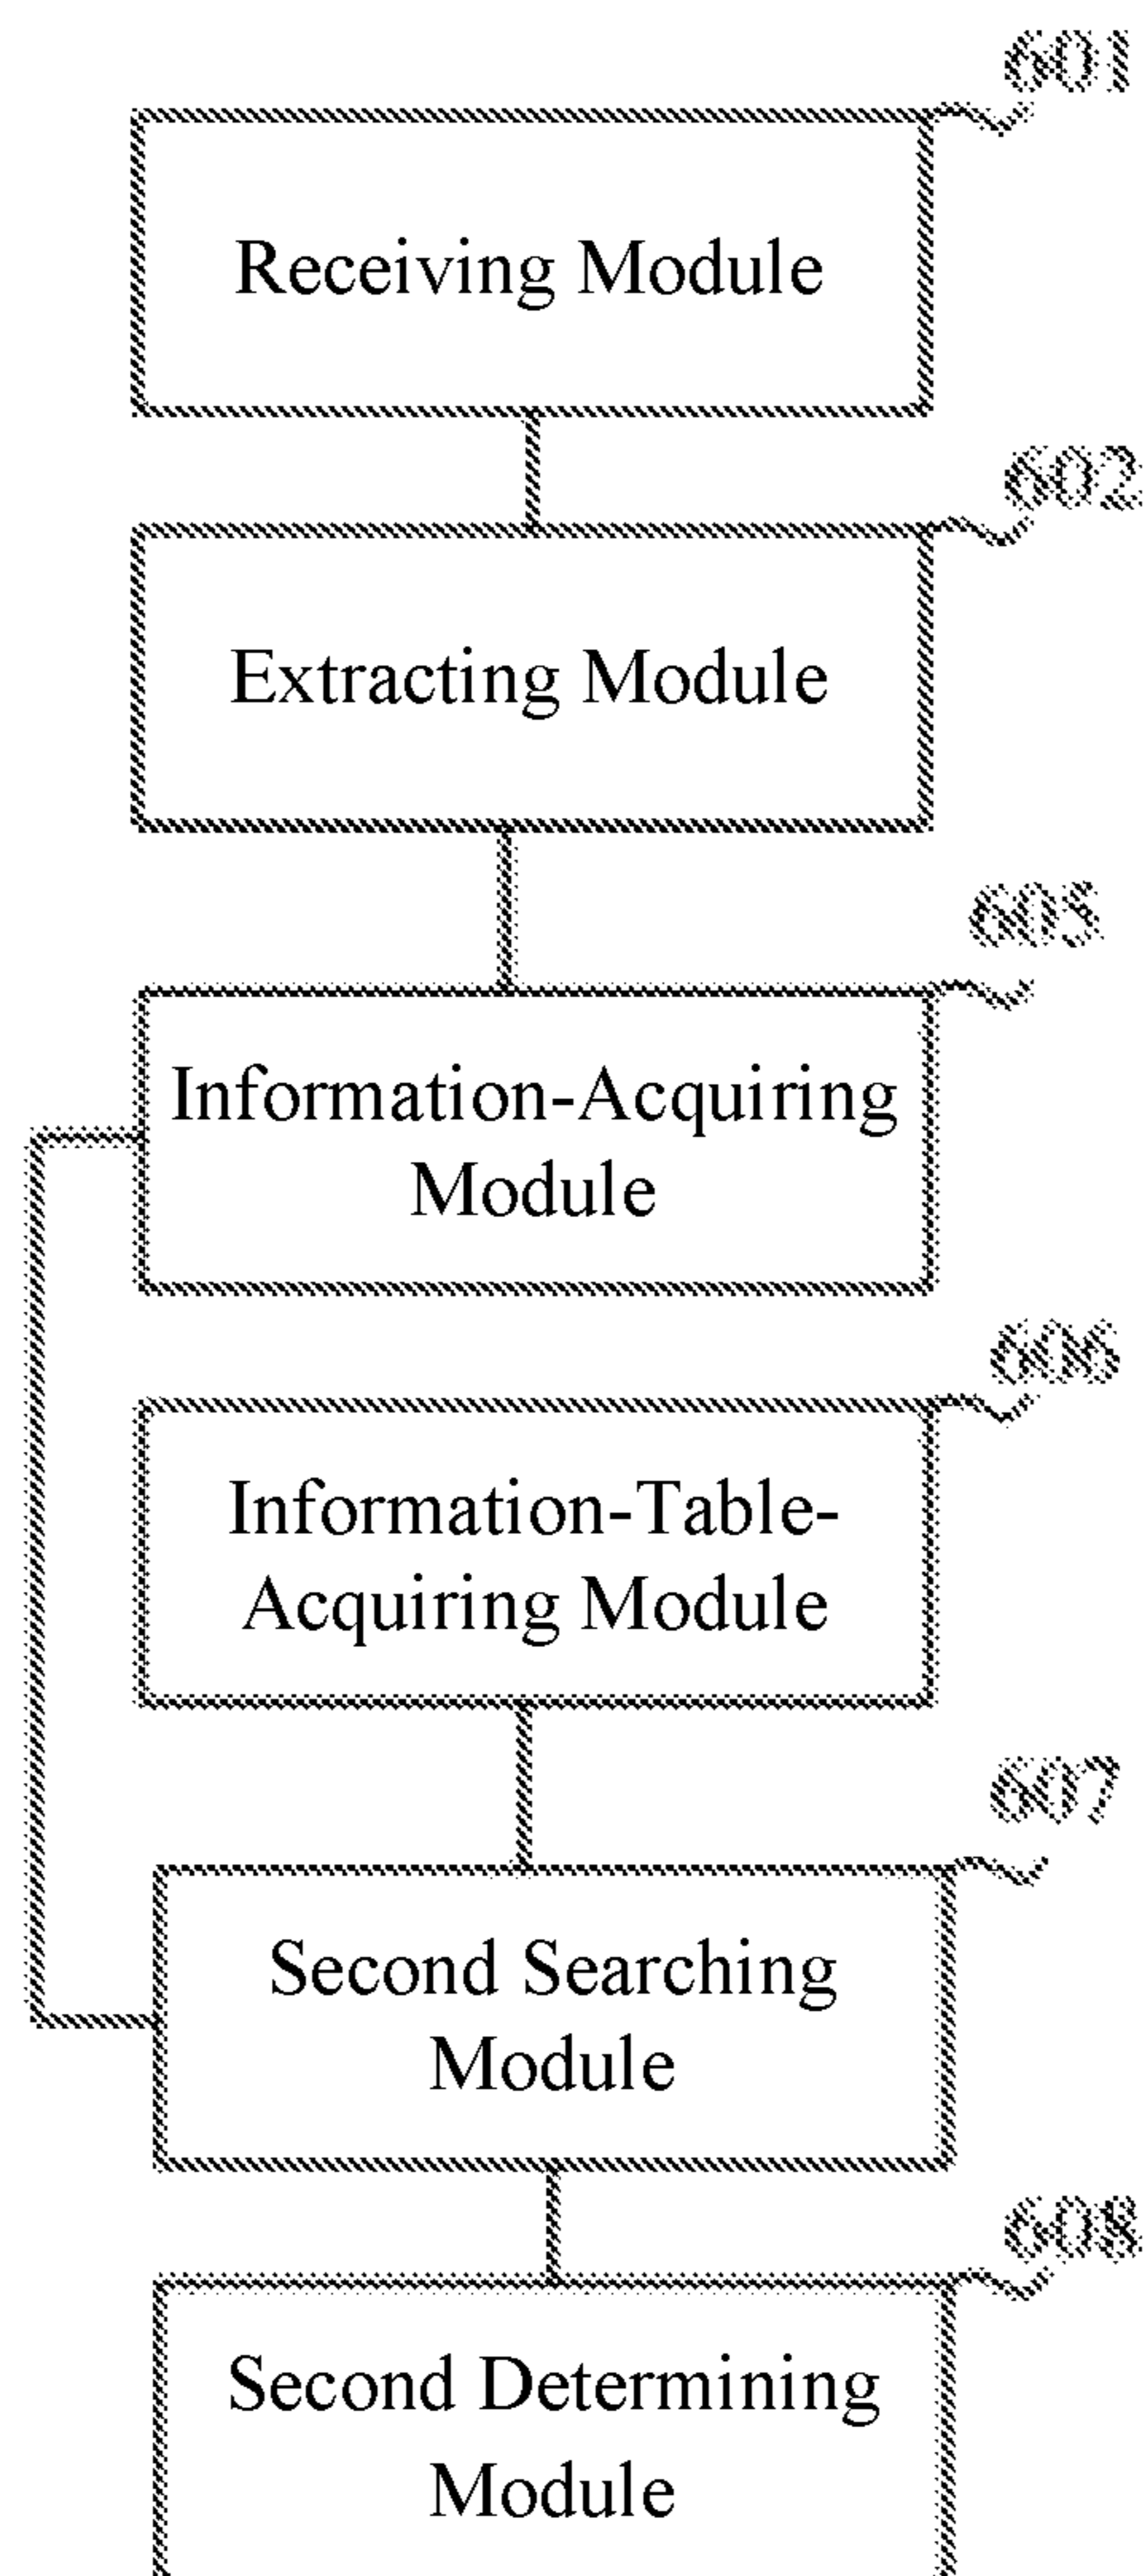 601
Receiving Module
602
Extracting Module
605
Information-Acquiring
Module
606
Information-Table-
Acquiring Module
607
Second Searching
Module
608
Second Determining
Module